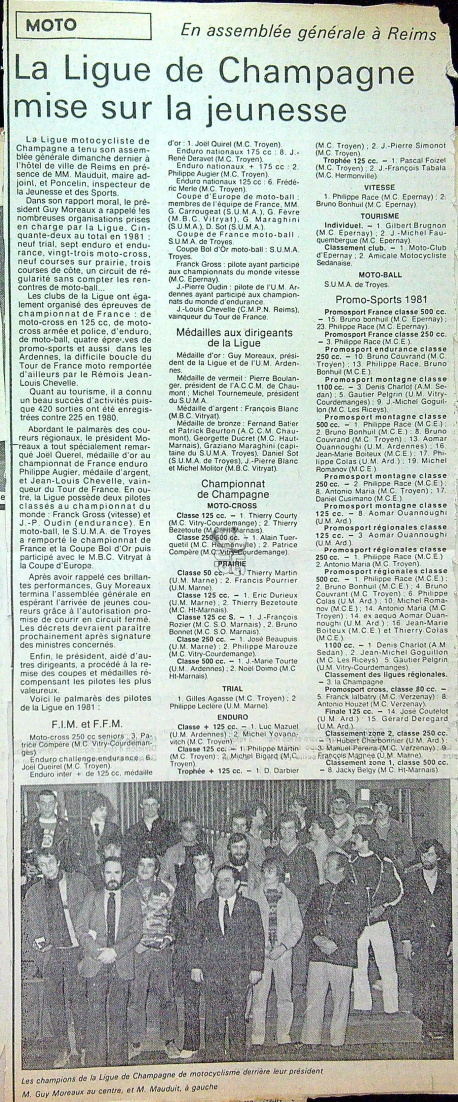 MOTO
En assemblée générale à Reims
La Ligue de Champagne
mise sur la jeunesse
La Ligue motocycliste de
Champagne a tenu son assem-
blée générale dimanche dernier à
l'hôtel de ville de Reims en pré-
sence de MM. Mauduit, maire ad-
joint, et Poncelin, inspecteur de
la Jeunesse et des Sports.
Dans son rapport moral, le pré-
sident Guy Moreaux a rappelé les
nombreuses organisations prises
en charge par la Ligue. Cin-
quante-deux au total en 1981 :
neuf trial, sept enduro et endu-
rance, vingt-trois moto-cross,
neuf courses sur prairie, trois
courses de côte, un circuit de ré-
gularité sans compter les ren-
contres de moto-ball...
Les clubs de la Ligue ont éga-
lement organisé des épreuves de
championnat de France : de
moto-cross en 125 cc, de moto-
cross armée et police, d'enduro,
de moto-ball, quatre épreuves de
promo-sports et aussi dans les
Ardennes, la difficile boucle du
Tour de France moto remportée
d'ailleurs par le Rémois Jean-
Louis Chevelle.
Quant au tourisme, il a connu
un beau succès d'activités puis-
que 420 sorties ont été enregis-
trées contre 225 en 1980.
Abordant le palmarès des cou-
reurs régionaux, le président Mo-
reaux a tout spécialement remar-
qué Joël Queirel, médaille d'or au
championnat de France enduro
Philippe Augier, médaille d'argent,
et Jean-Louis Chevelle, vain-
queur du Tour de France. En ou-
tre, la Ligue possède deux pilotes
classés au championnat du
monde : Franck Gross (vitesse) et
J.-P. Oudin (endurance). En
moto-ball, le S.U.M.A. de Troyes
a remporté le championnat de
France et la Coupe Bol d'Or puis
participé avec le M.B.C. Vitryat à
la Coupe d'Europe.
Après avoir rappelé ces brillan-
tes performances, Guy Moreaux
termina l'assemblée générale en
espérant l'arrivée de jeunes cou-
reurs grâce à l'autorisation pro-
mise de courir en circuit fermé.
Les décrets devraient paraître
prochainement après signature
des ministres concernés.
Enfin, le président, aidé d'au-
tres dirigeants, a procédé à la re-
mise des coupes et médailles ré-
compensant les pilotes les plus
valeureux.
Voici le palmarès des pilotes
de la Ligue en 1981 :
F.I.M. et F.F.M.
Moto-cross 250 cc seniors : 3. Pa-
trice Compère (M.C. Vitry-Courdeman-
ges).
Enduro challenge endurance : 6.
Joël Queirel (M.C. Troyen).
Enduro inter + de 125 cc, médaille
d'or : 1. Joël Quirel (M.C. Troyen).
Enduro nationaux 175 cc : 8. J.-
René Deravet (M.C. Troyen).
Enduro nationaux + 175 cc : 2.
Philippe Augier (M.C. Troyen).
Enduro nationaux 125 cc : 6. Frédé-
ric Merle (M.C. Troyen).
Coupe d'Europe de moto-ball :
membres de l'équipe de France, MM.
G. Carrougeat (S.U.M.A.), G. Fèvre
(M.B.C. Vitryat), G. Maraghini
(S.U.M.A.), D. Sot (S.U.M.A.).
Coupe de France moto-ball :
S.U.M.A. de Troyes.
Coupe Bol d'Or moto-ball : S.U.M.A.
Troyes.
Franck Gross : pilote ayant participé
aux championnats du monde vitesse
(M.C. Epernay).
J.-Pierre Oudin : pilote de l'U.M. Ar-
dennes ayant participé aux champion-
nats du monde d'endurance.
J.-Louis Chevelle (C.M.P.N. Reims),
vainqueur du Tour de France.
Médailles aux dirigeants
de la Ligue
Médaille d'or : Guy Moreaux, prési-
dent de la Ligue et de l'U.M. Arden-
nes.
Médaille de vermeil : Pierre Boulan-
ger, président de l'A.C.M. de Chau-
mont ; Michel Tournemeule, président
du S.U.M.A.
Médaille d'argent : François Blanc
(M.B.C. Vitryat).
Médaille de bronze : Fernand Batier
et Patrick Beurton (A.C.C.M. Chau-
mont), Georgette Ducret (M.C. Haut-
Marnais), Graziano Maraghini (capi-
taine du S.U.M.A. Troyes), Daniel Sot
(S.U.M.A. de Troyes), J.-Pierre Blanc
et Michel Molitor (M.B.C. Vitryat).
Championnat
de Champagne
MOTO-CROSS
Classe 125 cc. – 1. Thierry Courty
(M.C. Vitry-Courdemange) ; 2. Thierry
Bezetoute (M.C. Ht-Marnais).
Classe 250 cc. – 1. Alain Tuer-
quetil (M.C. Hermonville) ; 2. Patrice
Compère (M.C. Vitry-Courdemange).
PRAIRIE
Classe 50 cc. – 1. Thierry Martin
(U.M. Marne) ; 2. Francis Pourrier
(U.M. Marne).
Classe 125 cc. – 1. Eric Durieux
(U.M. Marne) ; 2. Thierry Bezetoute
(M.C. Ht-Marnais).
Classe 125 cc S. – 1. J.-François
Rozier (M.C. S.O. Marnais) ; 2. Bruno
Bonnet (M.C. S.O. Marnais).
Classe 250 cc. – 1. José Beaupuis
(U.M. Marne) ; 2. Philippe Marouze
(M.C. Vitry-Courdemange).
Classe 500 cc. – 1. J.-Marie Tourte
(U.M. Ardennes) ; 2. Noël Doimo (M.C.
Ht-Marnais).
TRIAL
1. Gilles Agasse (M.C. Troyen) ; 2.
Philippe Leclère (U.M. Marne).
ENDURO
Classe + 125 cc. – 1. Luc Mazuel
(U.M. Ardennes) ; 2. Michel Yovano-
vitch (M.C. Troyen).
Classe 125 cc. – 1. Philippe Martin
(M.C. Troyen) ; 2. Michel Bigard (M.C.
Troyen).
Trophée + 125 cc. – 1. D. Darbier
(M.C. Troyen) ; 2. J.-Pierre Simonot
(M.C. Troyen).
Trophée 125 cc. – 1. Pascal Foizel
(M.C. Troyen) ; 2. J.-François Tabala
(M.C. Hermonville).
VITESSE
1. Philippe Race (M.C. Epernay) ; 2.
Bruno Bonhuil (M.C. Epernay).
TOURISME
Individuel. – 1. Gilbert Brugnon
(M.C. Epernay) ; 2. J.-Michel Fau-
quembergue (M.C. Epernay).
Classement club. – 1. Moto-Club
d'Epernay ; 2. Amicale Motocycliste
Sedanaise.
MOTO-BALL
S.U.M.A. de Troyes.
Promo-Sports 1981
Promosport France classe 500 cc.
– 15. Bruno bonhuil (M.C. Epernay) ;
23. Philippe Race (M.C. Epernay).
Promosport France classe 250 cc.
– 3. Philippe Race (M.C.E.).
Promosport endurance classe
250 cc. – 10. Bruno Couvrand (M.C.
Troyen) ; 13. Philippe Race, Bruno
Bonhuil (M.C.E.).
Promosport montagne classe
11000 cc. – 3. Denis Charlot (A.M. Se-
dan) ; 5. Gautier Pelgrin (U.M. Vitry-
Courdemanges) ; 9. J.-Michel Goguil-
lon (M.C. Les Riceys).
Promosport montagne classe
500 cc. – 1. Philippe Race (M.C.E.) ;
2. Bruno Bonhuil (M.C.E.) ; 8. Bruno
Couvrant (M.C. Troyen) ; 13. Aomar
Ouannoughi (U.M. Ardennes) ; 16.
Jean-Marie Boiteux (M.C.E.) ; 17. Phi-
lippe Colas (U.M. Ard.) ; 19. Michel
Romanov (M.C.E.).
Promosport montagne classe
250 cc. – 2. Philippe Race (M.C.E.) ;
8. Antonio Maria (M.C. Troyen) ; 17.
Daniel Cusimano (M.C.E.).
Promosport montagne classe
125 cc. – 8. Aomar Ouannoughi
(U.M. Ard.).
Promosport régionales classe
125 cc. – 3. Aomar Ouannoughi
(U.M. Ard.).
Promosport régionales classe
250 cc. – 1. Philippe Race (M.C.E.) ;
2. Antonio Maria (M.C. Troyen).
Promosport régionales classe
500 cc. – 1. Philippe Race (M.C.E.) ;
2. Bruno Bonhuil (M.C.E.) ; 4. Bruno
Couvrant (M.C. Troyen) ; 6. Philippe
Colas (U.M. Ard.) ; 10. Michel Roma-
nov (M.C.E.) ; 14. Antonio Maria (M.C.
Troyen) ; 14. ex aequo Aomar Ouan-
noughi (U.M. Ard.) ; 16. Jean-Marie
Boiteux (M.C.E.) et Thierry Colas
(M.C.E.).
1100 cc. – 1. Denis Charlot (A.M.
Sedan) ; 2. Jean-Michel Goguillon
(M.C. Les Riceys) ; 5. Gautier Pelgrin
(U.M. Vitry-Courdemanges).
Classement des ligues régionales.
– 3. la Champagne.
Promosport cross, classe 80 cc. –
5. Franck Iabatry (M.C. Vervins) ; 8.
Antonio Houzet (M.C. Vervins).
Finale 125 cc. – 14. José Coutelot
(U.M. Ard.) ; 15. Gérard Deregard
(U.M. Ard.).
Classement zone 2, classe 250 cc.
– 1. Hubert Charbonnier (U.M. Ard.) ;
3. Manuel Pereira (M.C. Vervins) ; 9.
François Magnee (U.M. Marne).
Classement zone 1, classe 500 cc.
– 8. Jacky Belgy (M.C. Ht-Marnais).
Les champions de la Ligue de Champagne de motocyclisme derrière leur président
M. Guy Moreaux au centre, et M. Mauduit, à gauche